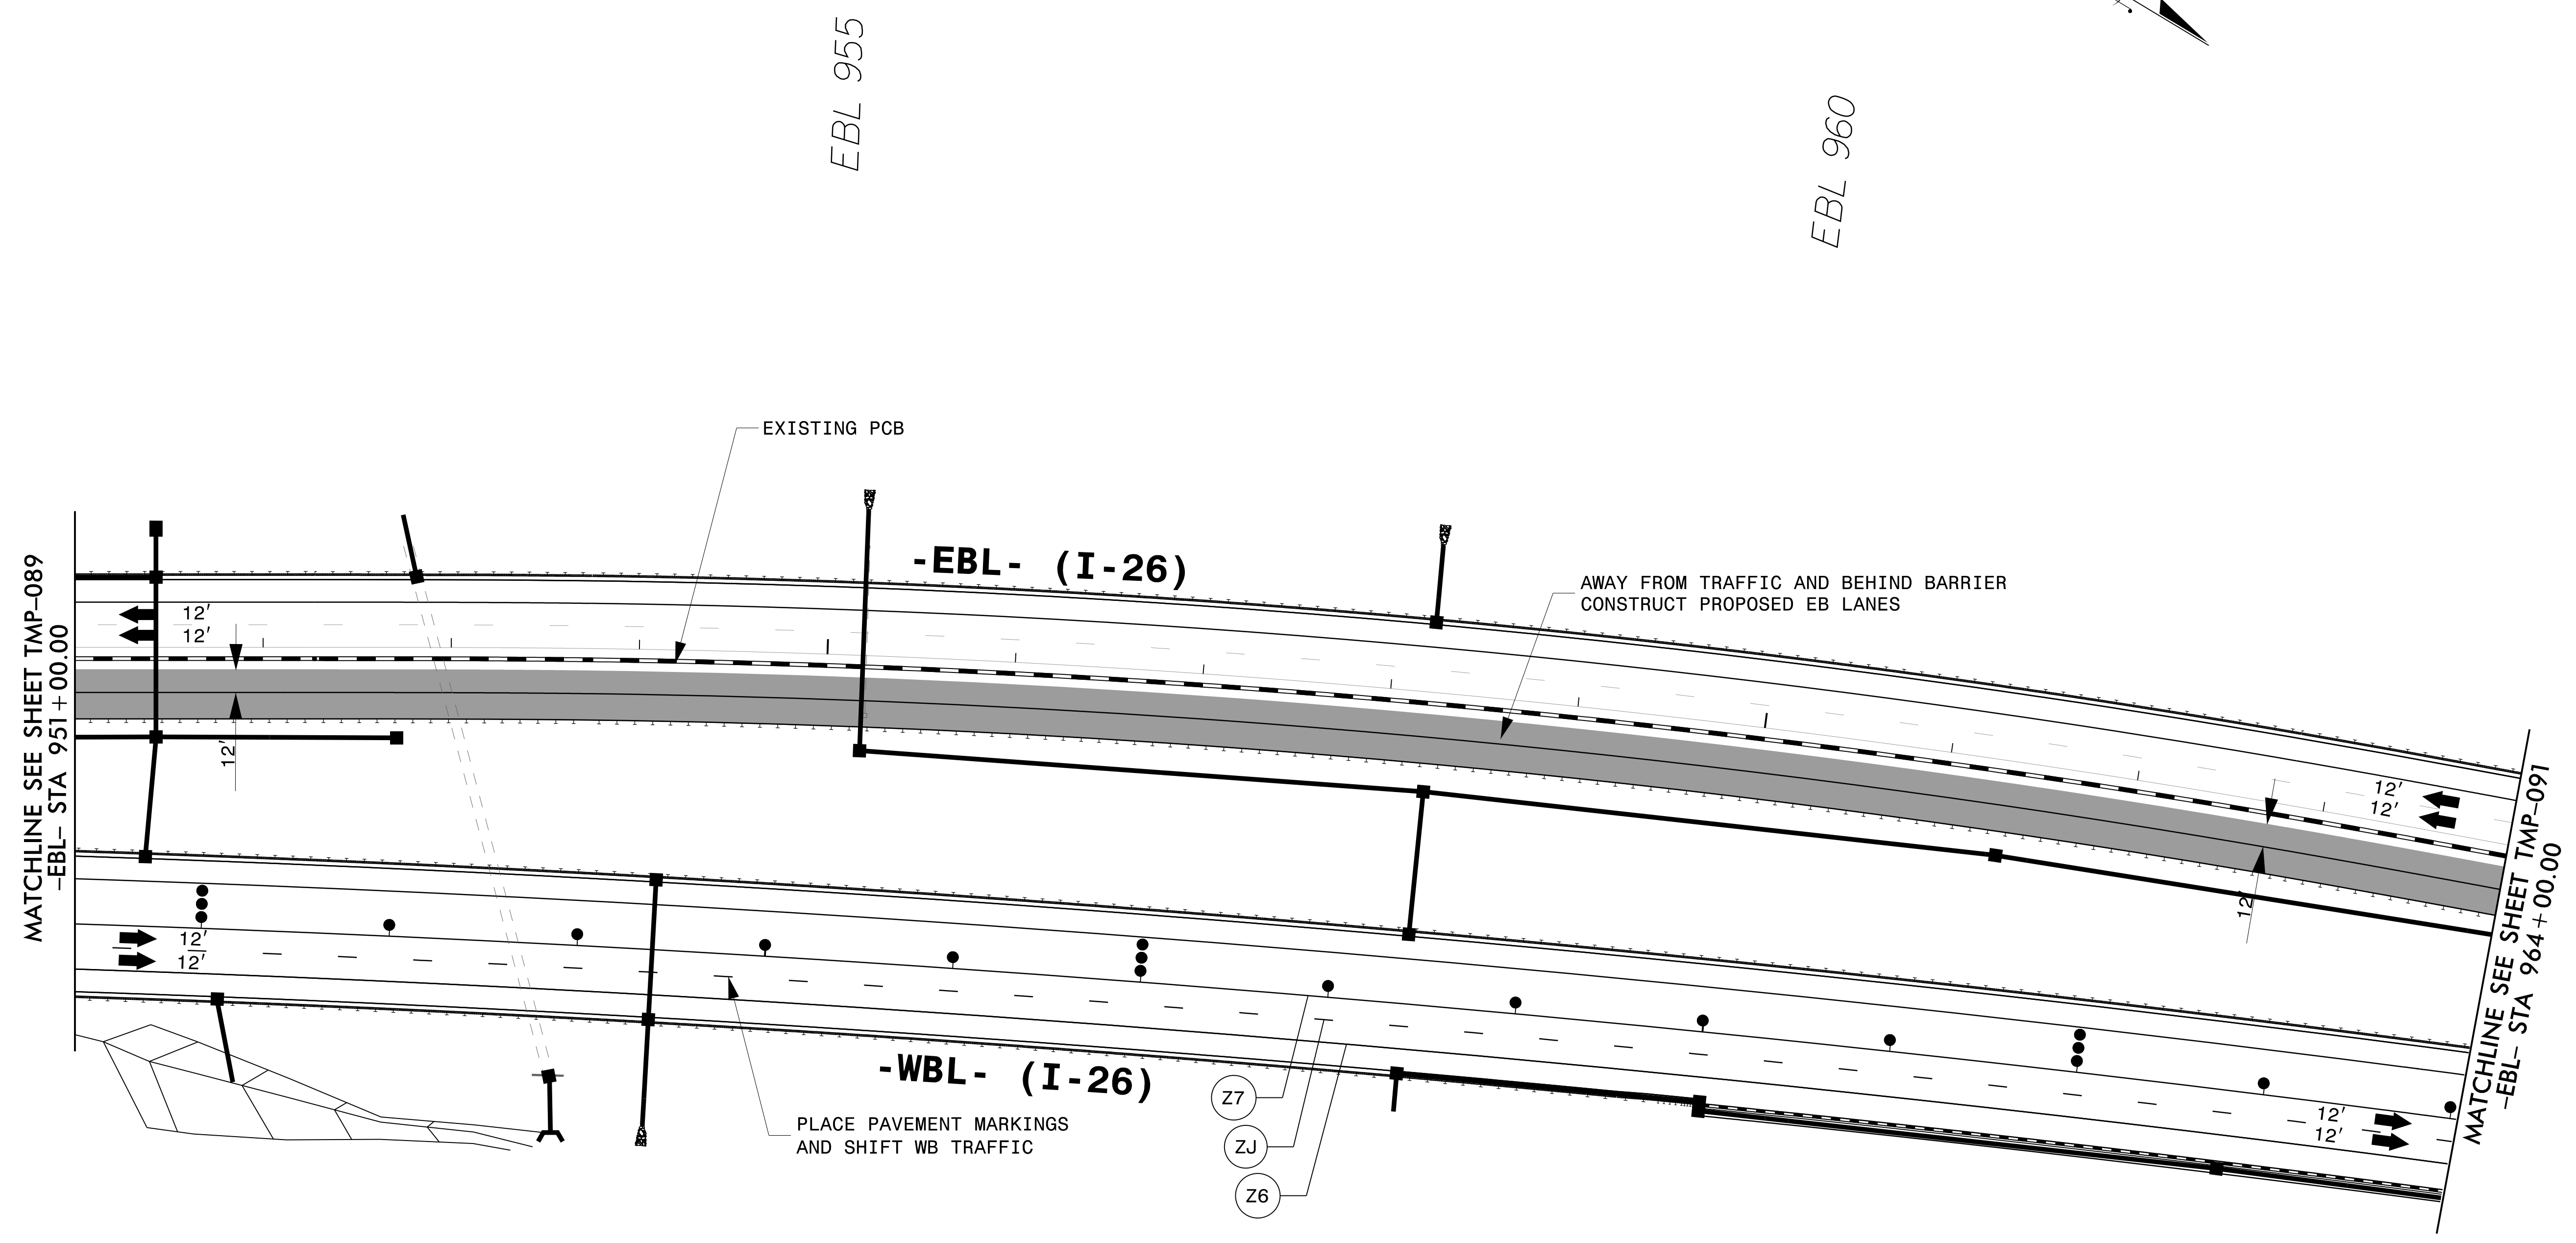 EBL 955
EBL 960
EXISTING PCB
-EBL- (I-26)
AWAY FROM TRAFFIC AND BEHIND BARRIER
CONSTRUCT PROPOSED EB LANES
MATCHLINE SEE SHEET TMP-089
-EBL- STA 951+00.00
12'
12'
12'
12'
12'
12'
MATCHLINE SEE SHEET TMP-091
-EBL- STA 964+00.00
12'
12'
-WBL- (I-26)
PLACE PAVEMENT MARKINGS
AND SHIFT WB TRAFFIC
Z7
ZJ
Z6
12'
12'